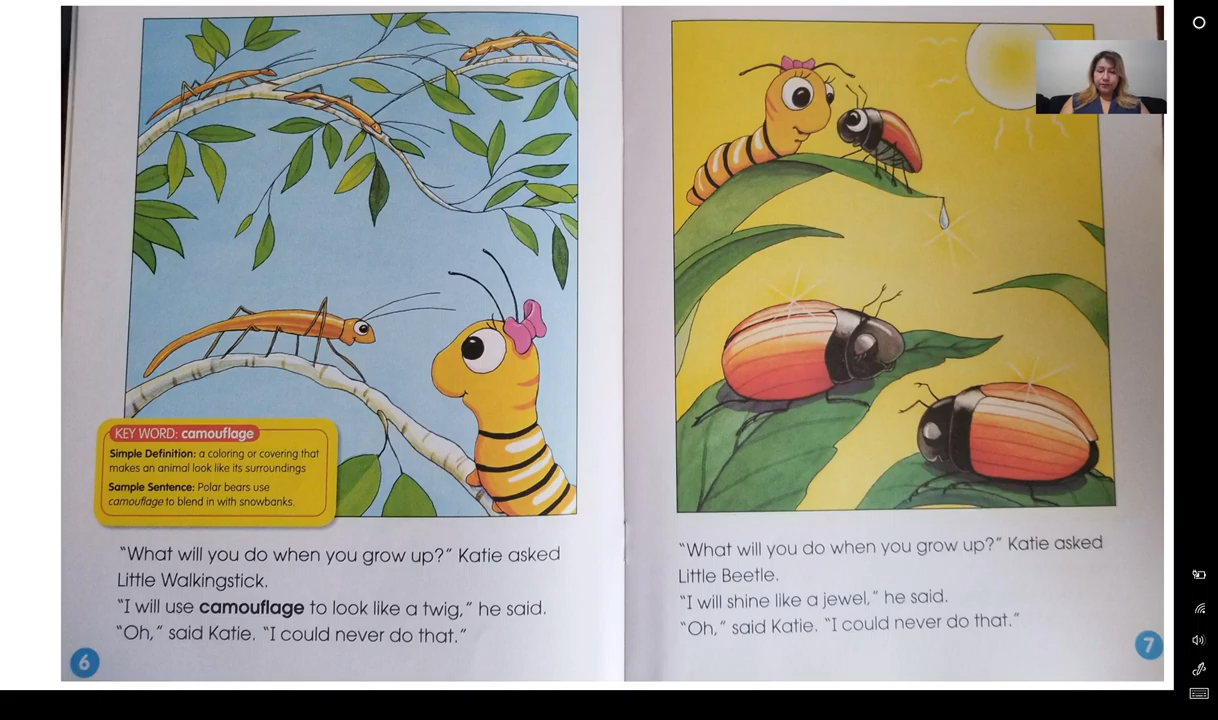 KEY WORD: camouflage
Simple Definition: a coloring or covering that
makes an animal look like its surroundings
Sample Sentence: Polar bears use
camouflage to blend in with snowbanks.
“What will you do when you grow up?” Katie asked
Little Walkingstick.
“I will use camouflage to look like a twig,” he said.
“Oh,” said Katie. “I could never do that.”
6
“What will you do when you grow up?” Katie asked
Little Beetle.
“I will shine like a jewel,” he said.
“Oh,” said Katie. “I could never do that.”
7